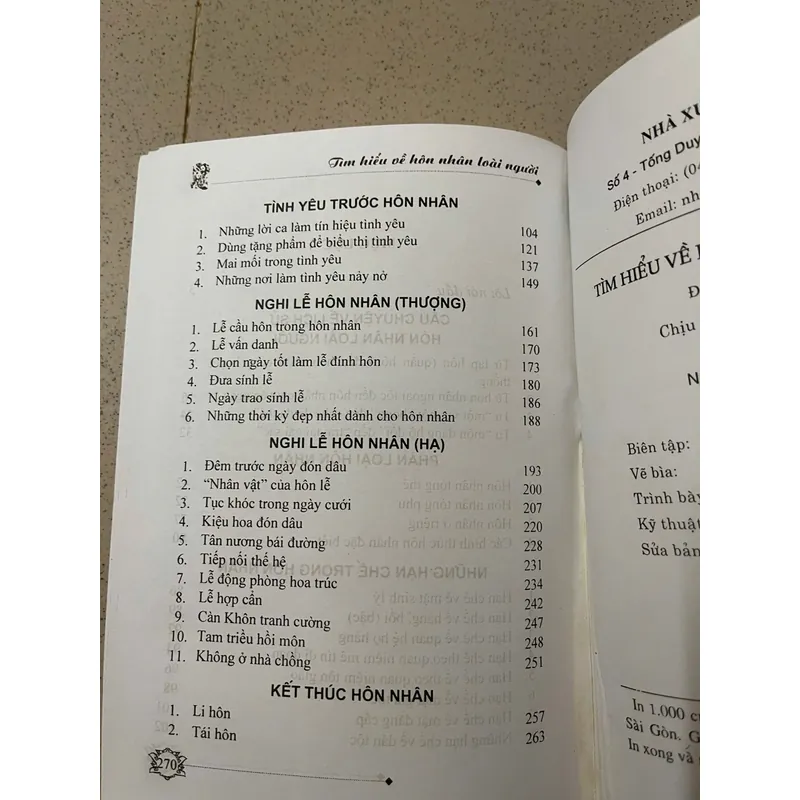 Tìm hiểu về hôn nhân loài người
TÌNH YÊU TRƯỚC HÔN NHÂN
1. Những lời ca làm tín hiệu tình yêu 104
2. Dùng tặng phẩm để biểu thị tình yêu 121
3. Mai mối trong tình yêu 137
4. Những nơi làm tình yêu nảy nở 149
NGHI LỄ HÔN NHÂN (THƯỢNG)
1. Lễ cầu hôn trong hôn nhân 161
2. Lễ vấn danh 170
3. Chọn ngày tốt làm lễ đính hôn 173
4. Đưa sính lễ 180
5. Ngày trao sính lễ 186
6. Những thời kỳ đẹp nhất dành cho hôn nhân 188
NGHI LỄ HÔN NHÂN (HẠ)
1. Đêm trước ngày đón dâu 193
2. “Nhân vật” của hôn lễ 200
3. Tục khóc trong ngày cưới 207
4. Kiệu hoa đón dâu 220
5. Tân nương bái đường 228
6. Tiếp nối thế hệ 231
7. Lễ động phòng hoa trúc 234
8. Lễ hợp cẩn 242
9. Càn Khôn tranh cường 247
10. Tam triều hồi môn 248
11. Không ở nhà chồng 251
KẾT THÚC HÔN NHÂN
1. Li hôn 257
2. Tái hôn 263
270
NHÀ XU
Số 4 - Tống Duy
Điện thoại: (04
Email: nh
TÌM HIỂU VỀ
Chịu
Biên tập:
Vẽ bìa:
Trình bày
Kỹ thuật
Sửa bản
In 1.000 c
Sài Gòn. G
In xong và